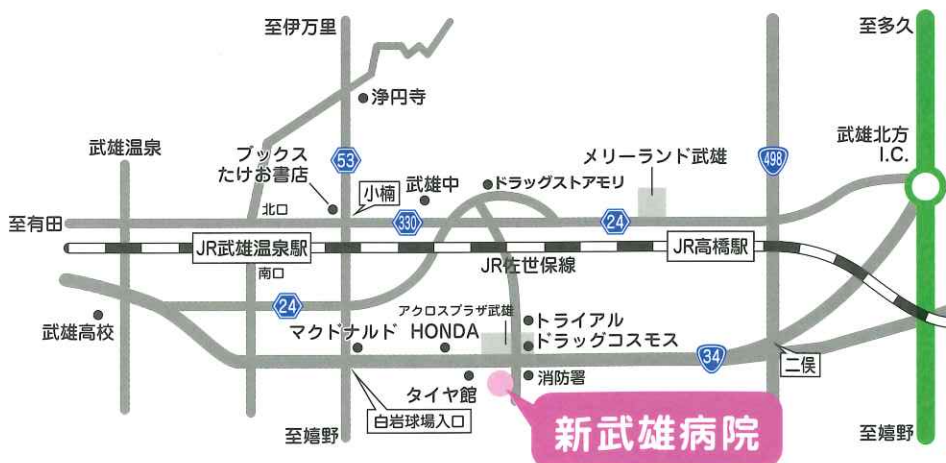 至伊万里
至多久
浄円寺
武雄温泉
ブックス
たけお書店
53
小楠
武雄中
ドラッグストアモリ
メリーランド武雄
498
武雄北方
I.C.
至有田
北口
330
24
JR武雄温泉駅
JR佐世保線
JR高橋駅
南口
24
武雄高校
マクドナルド
HONDA
アクロスプラザ武雄
トライアル
ドラッグコスモス
34
二俣
タイヤ館
消防署
白岩球場入口
新武雄病院
至嬉野
至嬉野